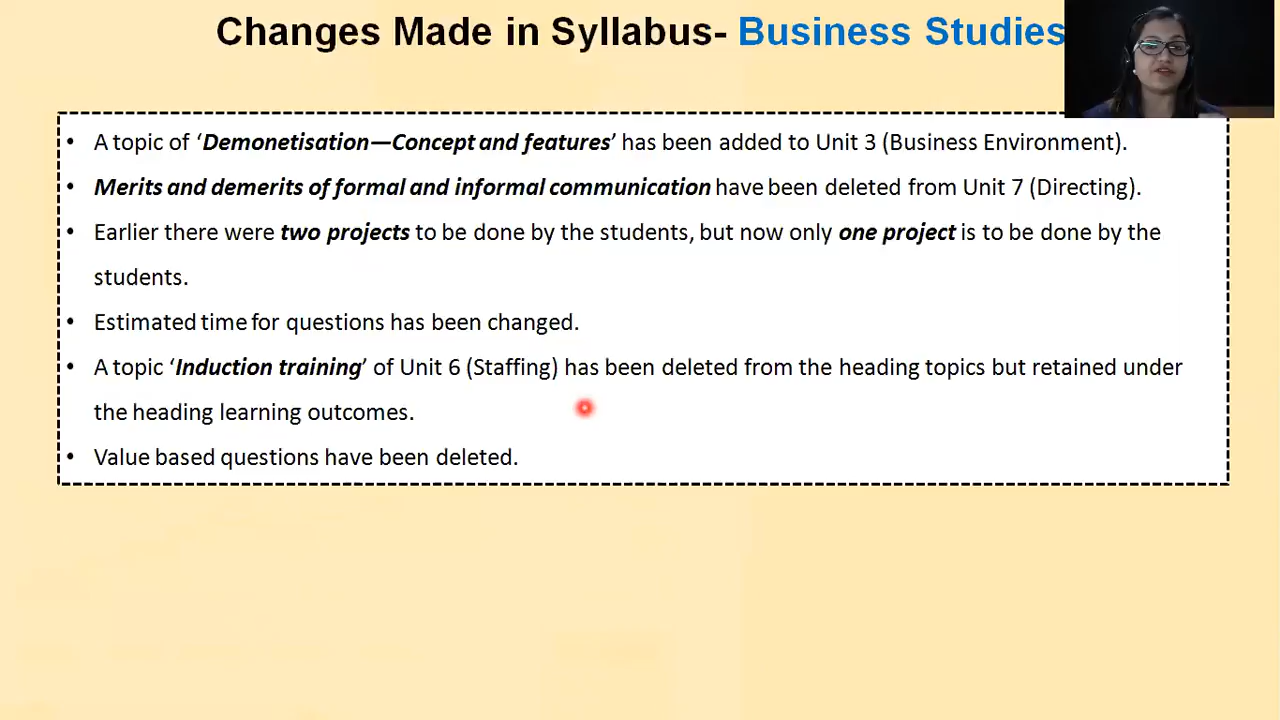 Changes Made in Syllabus- Business Studies
• A topic of ‘Demonetisation—Concept and features’ has been added to Unit 3 (Business Environment).
• Merits and demerits of formal and informal communication have been deleted from Unit 7 (Directing).
• Earlier there were two projects to be done by the students, but now only one project is to be done by the
students.
• Estimated time for questions has been changed.
• A topic ‘Induction training’ of Unit 6 (Staffing) has been deleted from the heading topics but retained under
the heading learning outcomes.
• Value based questions have been deleted.